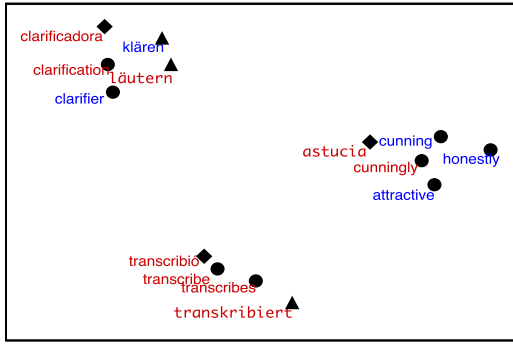 clarificadora
klären
clarification
läutern
clarifier
cunning
astucia
honestly
cunningly
attractive
transcribió
transcribe
transcribes
transkribiert